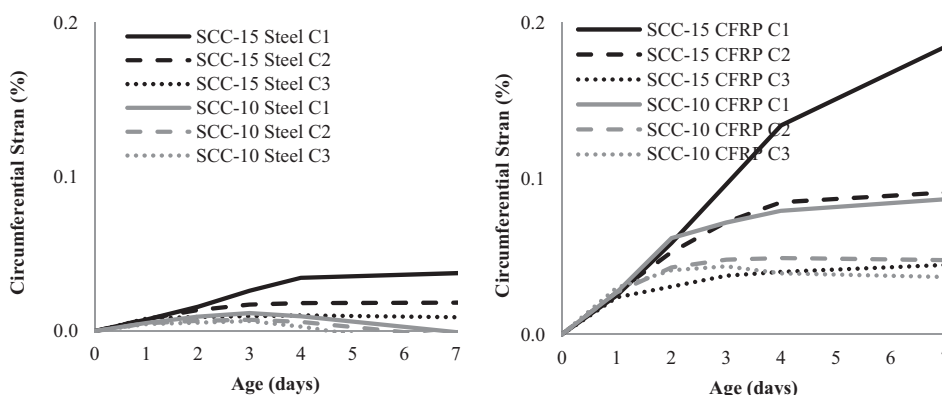 0.2
SCC-15 Steel C1
SCC-15 Steel C2
SCC-15 Steel C3
SCC-10 Steel C1
SCC-10 Steel C2
SCC-10 Steel C3
0.1
0.0
Circumferential Stran (%)
0 1 2 3 4 5 6 7
Age (days)
0.2
SCC-15 CFRP C1
SCC-15 CFRP C2
SCC-15 CFRP C3
SCC-10 CFRP C1
SCC-10 CFRP C2
SCC-10 CFRP C3
0.1
0.0
Circumferential Stran (%)
0 1 2 3 4 5 6
Age (days)